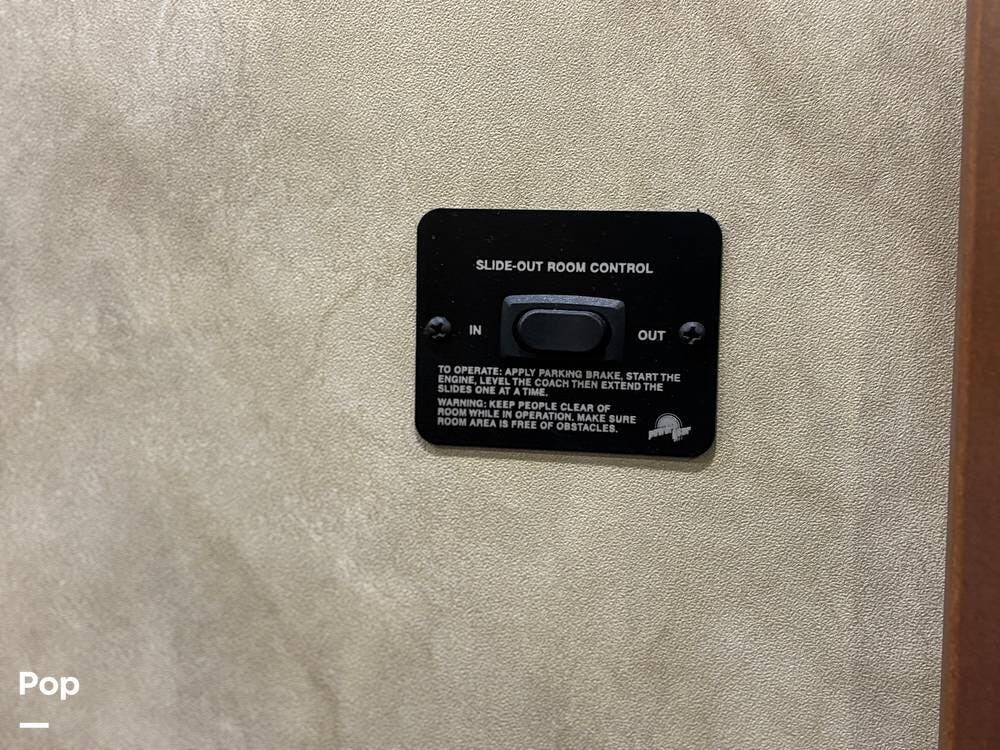 SLIDE-OUT ROOM CONTROL
IN
OUT
TO OPERATE: APPLY PARKING BRAKE, START THE
ENGINE, LEVEL THE COACH THEN EXTEND THE
SLIDES ONE AT A TIME.
WARNING: KEEP PEOPLE CLEAR OF
ROOM WHILE IN OPERATION. MAKE SURE
ROOM AREA IS FREE OF OBSTACLES.
Pop